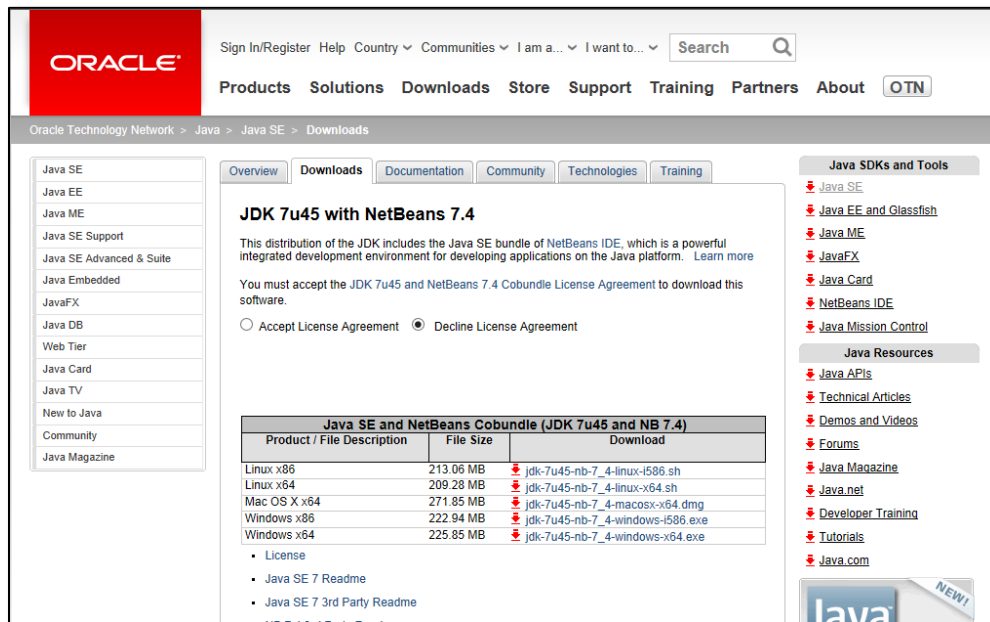 ORACLE
Sign In/Register Help Country Communities I am a... I want to... Search
Products Solutions Downloads Store Support Training Partners About OTN
Oracle Technology Network > Java > Java SE > Downloads
Java SE
Java EE
Java ME
Java SE Support
Java SE Advanced & Suite
Java Embedded
JavaFX
Java DB
Web Tier
Java Card
Java TV
New to Java
Community
Java Magazine
Overview Downloads Documentation Community Technologies Training
JDK 7u45 with NetBeans 7.4
This distribution of the JDK includes the Java SE bundle of NetBeans IDE, which is a powerful
integrated development environment for developing applications on the Java platform. Learn more
You must accept the JDK 7u45 and NetBeans 7.4 Cobundle License Agreement to download this
software.
Accept License Agreement Decline License Agreement
Java SE and NetBeans Cobundle (JDK 7u45 and NB 7.4)
Product / File Description File Size Download
Linux x86 213.06 MB jdk-7u45-nb-7_4-linux-i586.sh
Linux x64 209.28 MB jdk-7u45-nb-7_4-linux-x64.sh
Mac OS X x64 271.85 MB jdk-7u45-nb-7_4-macosx-x64.dmg
Windows x86 222.94 MB jdk-7u45-nb-7_4-windows-i586.exe
Windows x64 225.85 MB jdk-7u45-nb-7_4-windows-x64.exe
License
Java SE 7 Readme
Java SE 7 3rd Party Readme
Java SDKs and Tools
Java SE
Java EE and Glassfish
Java ME
JavaFX
Java Card
NetBeans IDE
Java Mission Control
Java Resources
Java APIs
Technical Articles
Demos and Videos
Forums
Java Magazine
Java.net
Developer Training
Tutorials
Java.com
NEW!
Java